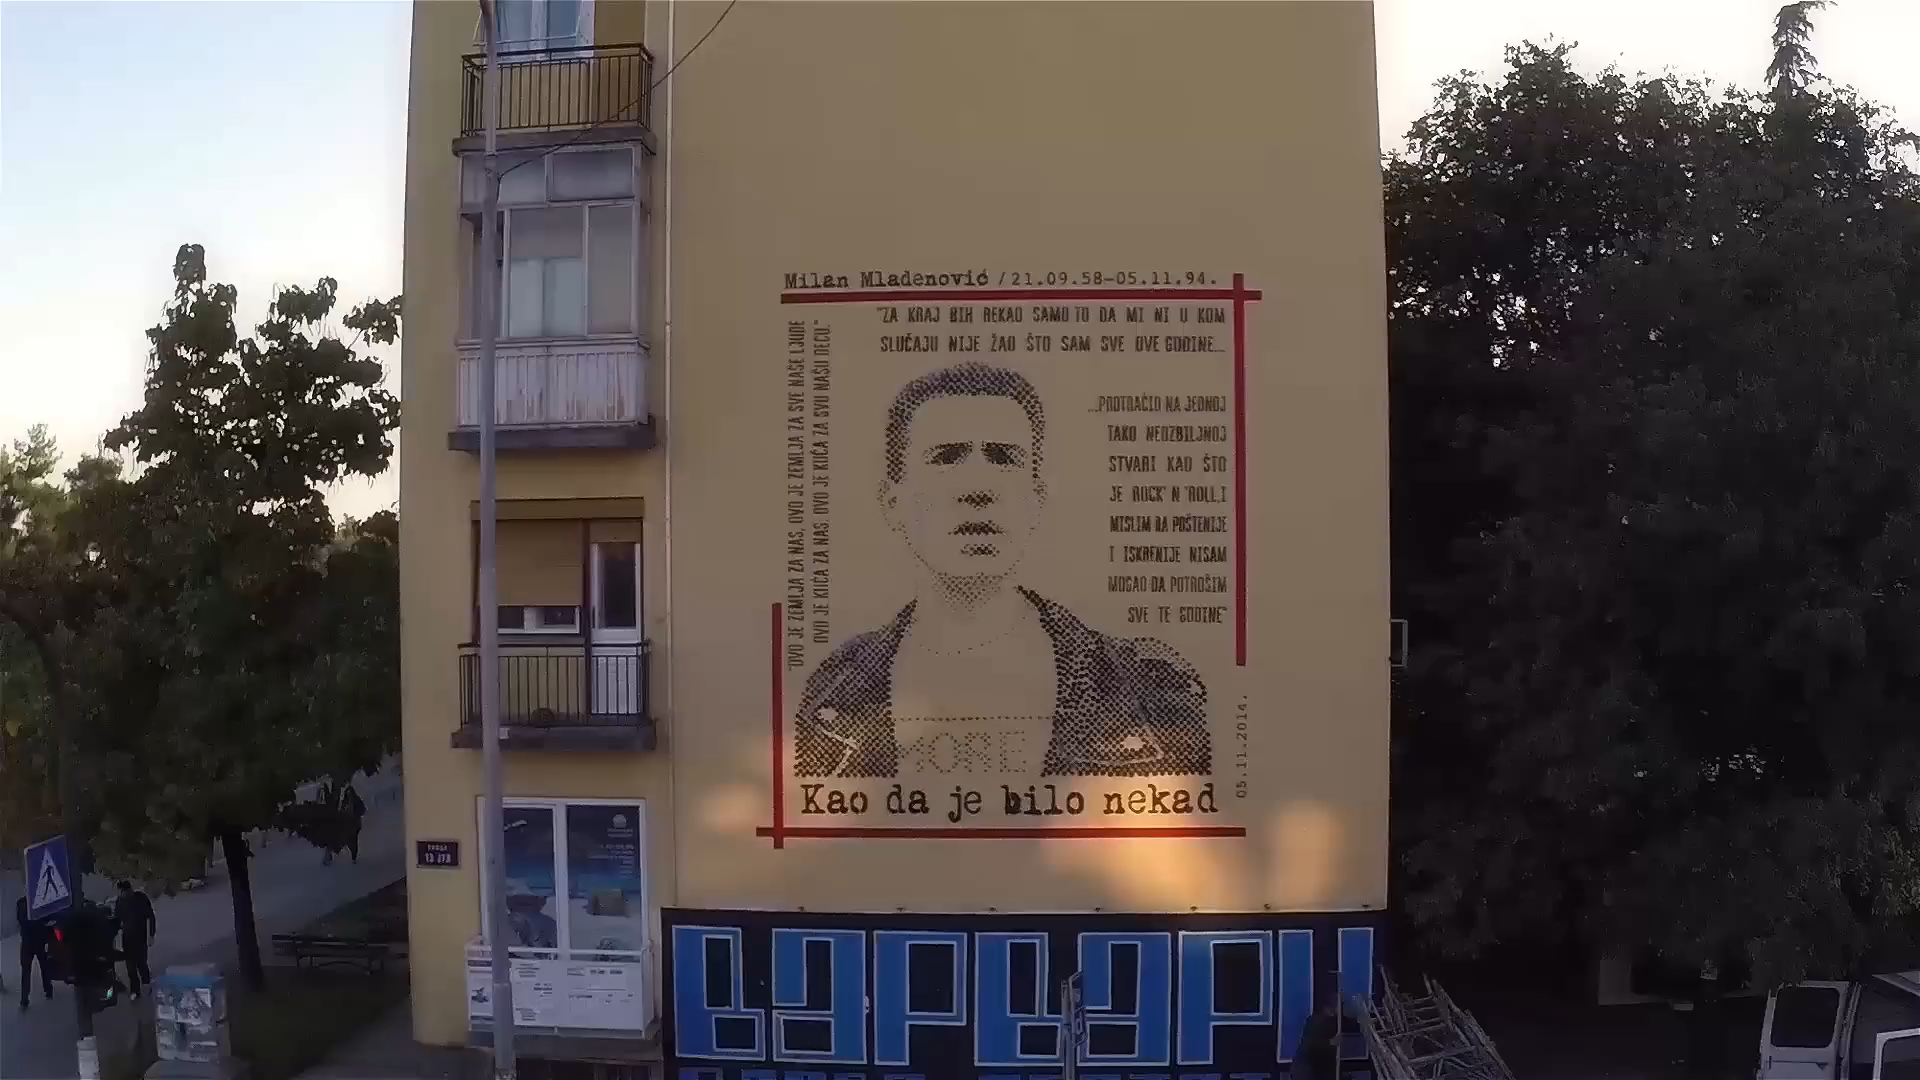 Milan Mladenović / 21.09.58-05.11.94.
"ZA KRAJ BIH REKAO SAMO TO DA MI NI U KOM
SLUČAJU NIJE ŽAO ŠTO SAM SVE OVE GODINE...
...PROTRAĆIO NA JEDNOJ
TAKO NEOZBILJNOJ
STVARI KAO ŠTO
JE ROCK' N 'ROLL,I
MISLIM DA POŠTENIJE
I ISKRENIJE NISAM
MOGAO DA POTROŠIM
SVE TE GODINE"
"OVO JE ZEMLJA ZA NAS, OVO JE ZEMLJA ZA SVE NAŠE LJUDE
OVO JE KUĆA ZA NAS, OVO JE KUĆA ZA SVU NAŠU DECU."
Kao da je bilo nekad
05.11.2014.